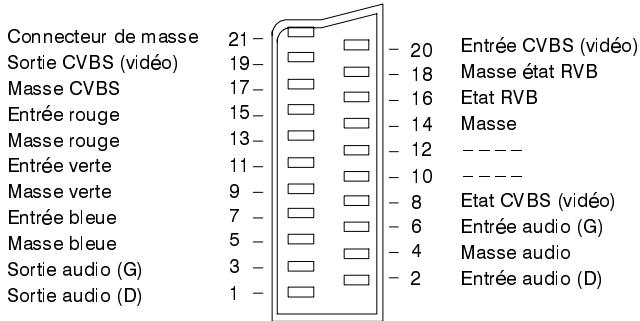 Connecteur de masse 21 –
Sortie CVBS (vidéo) 19 –
Masse CVBS 17 –
Entrée rouge 15 –
Masse rouge 13 –
Entrée verte 11 –
Masse verte 9 –
Entrée bleue 7 –
Masse bleue 5 –
Sortie audio (G) 3 –
Sortie audio (D) 1 –
– 20 Entrée CVBS (vidéo)
– 18 Masse état RVB
– 16 Etat RVB
– 14 Masse
– 12 – – – –
– 10 – – – –
– 8 Etat CVBS (vidéo)
– 6 Entrée audio (G)
– 4 Masse audio
– 2 Entrée audio (D)